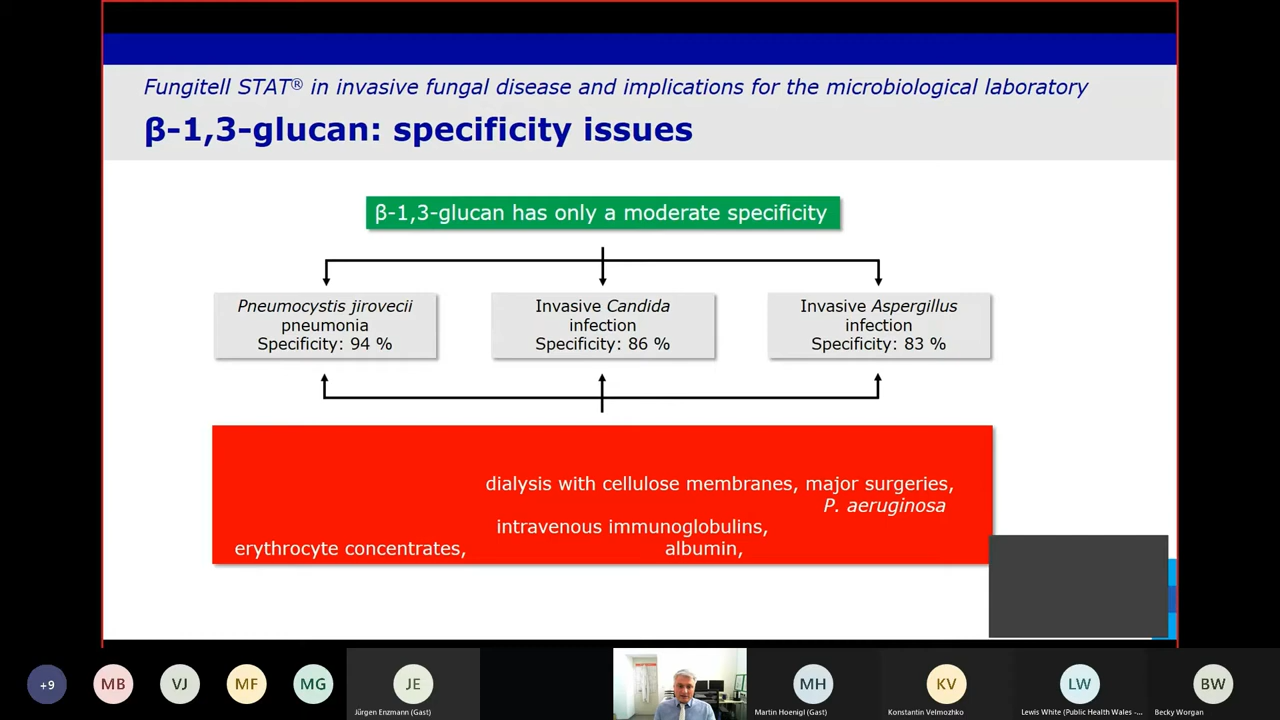 Fungitell STAT® in invasive fungal disease and implications for the microbiological laboratory
β-1,3-glucan: specificity issues
β-1,3-glucan has only a moderate specificity
Pneumocystis jirovecii
pneumonia
Specificity: 94 %
Invasive Candida
infection
Specificity: 86 %
Invasive Aspergillus
infection
Specificity: 83 %
dialysis with cellulose membranes, major surgeries,
P. aeruginosa
intravenous immunoglobulins,
erythrocyte concentrates, albumin,
+9
MB
VJ
MF
MG
JE
Jürgen Enzmann (Gast)
MH
Martin Hoenigl (Gast)
KV
Konstantin Velmozhko
LW
Lewis White (Public Health Wales - ...
BW
Becky Worgan